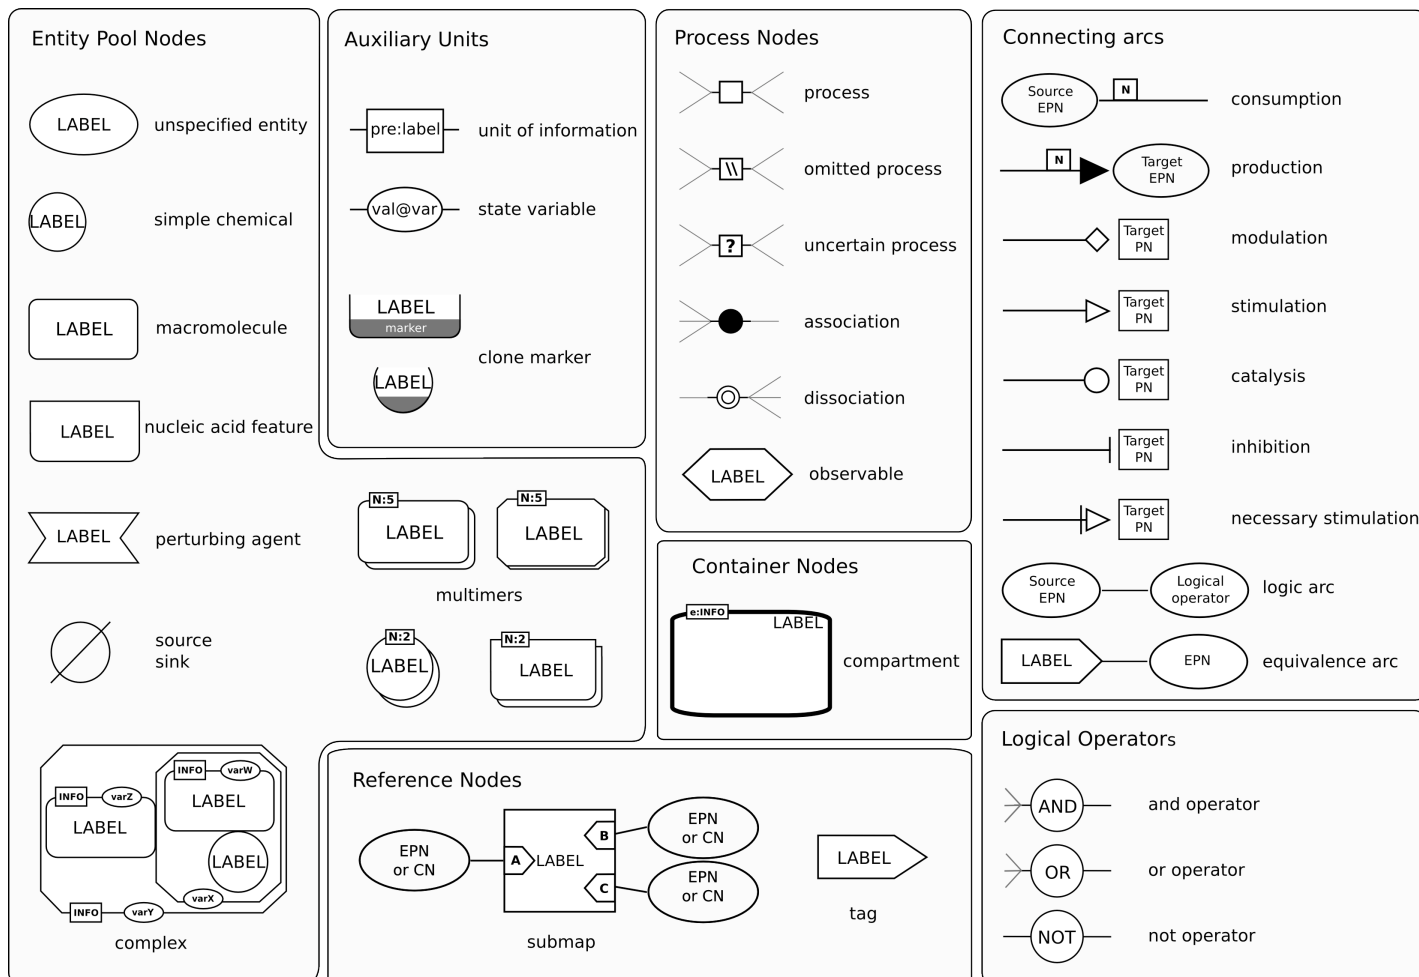 Entity Pool Nodes
LABEL
unspecified entity
LABEL
simple chemical
LABEL
macromolecule
LABEL
nucleic acid feature
LABEL
perturbing agent
source
sink
INFO
varW
LABEL
INFO
varZ
LABEL
LABEL
varX
INFO
varY
complex
Auxiliary Units
pre:label
unit of information
val@var
state variable
LABEL
marker
clone marker
LABEL
N:5
LABEL
N:5
LABEL
multimers
N:2
LABEL
N:2
LABEL
Process Nodes
process
\\
omitted process
?
uncertain process
association
dissociation
LABEL
observable
Container Nodes
e:INFO
LABEL
compartment
Reference Nodes
EPN
or CN
A
LABEL
B
C
EPN
or CN
EPN
or CN
submap
LABEL
tag
Connecting arcs
Source
EPN
N
consumption
N
Target
EPN
production
Target
PN
modulation
Target
PN
stimulation
Target
PN
catalysis
Target
PN
inhibition
Target
PN
necessary stimulation
Source
EPN
Logical
operator
logic arc
LABEL
EPN
equivalence arc
Logical Operators
AND
and operator
OR
or operator
NOT
not operator